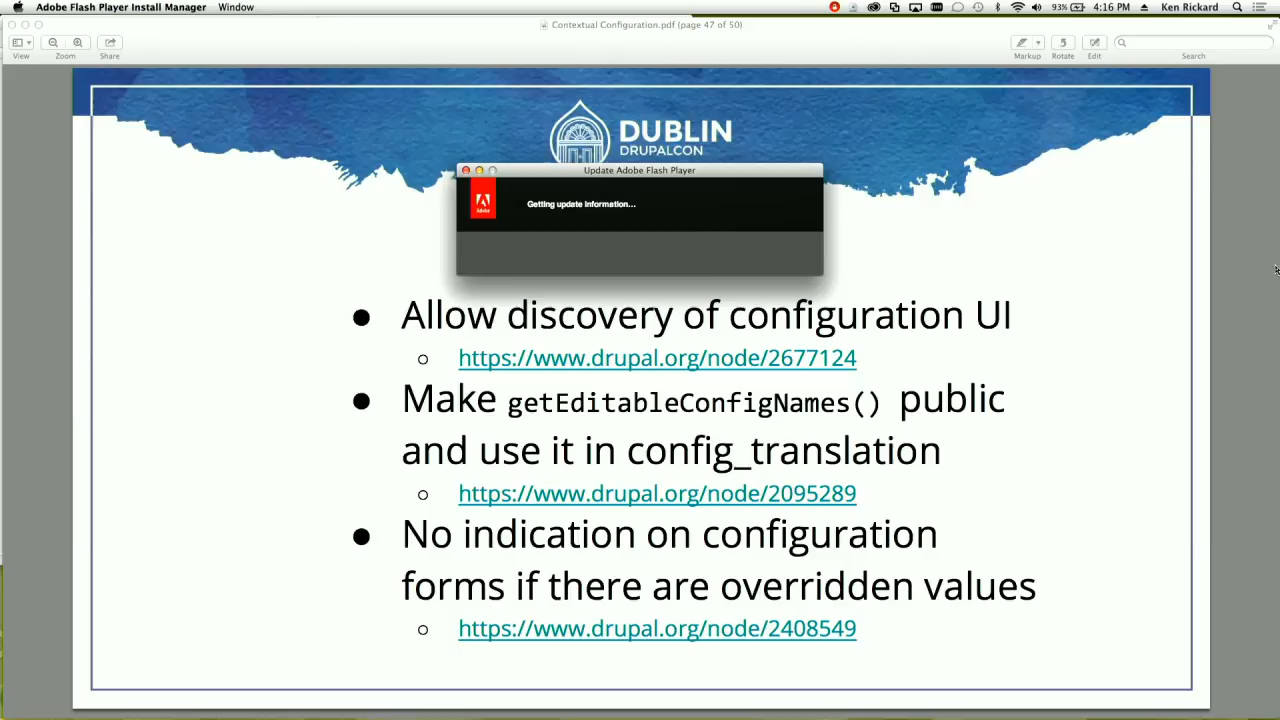 Adobe Flash Player Install Manager Window 93% 4:16 PM Ken Rickard
Contextual Configuration.pdf (page 47 of 50)
View Zoom Share Markup Rotate Edit Search
DUBLIN
DRUPALCON
Update Adobe Flash Player
Adobe
Getting update information...
● Allow discovery of configuration UI
○ https://www.drupal.org/node/2677124
● Make getEditableConfigNames() public
and use it in config_translation
○ https://www.drupal.org/node/2095289
● No indication on configuration
forms if there are overridden values
○ https://www.drupal.org/node/2408549